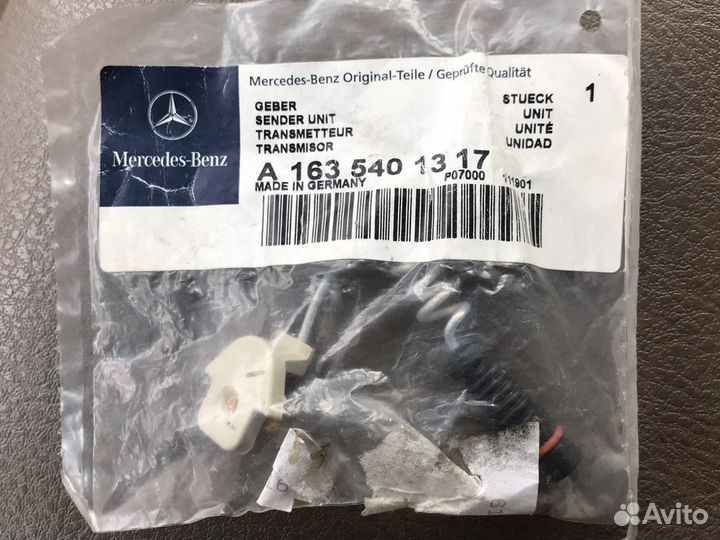 Mercedes-Benz Original-Teile / Geprüfte Qualität
Mercedes-Benz
GEBER
SENDER UNIT
TRANSMETTEUR
TRANSMISOR
STUECK
UNIT
UNITÉ
UNIDAD
1
A 163 540 13 17
MADE IN GERMANY P07000 111901
Avito